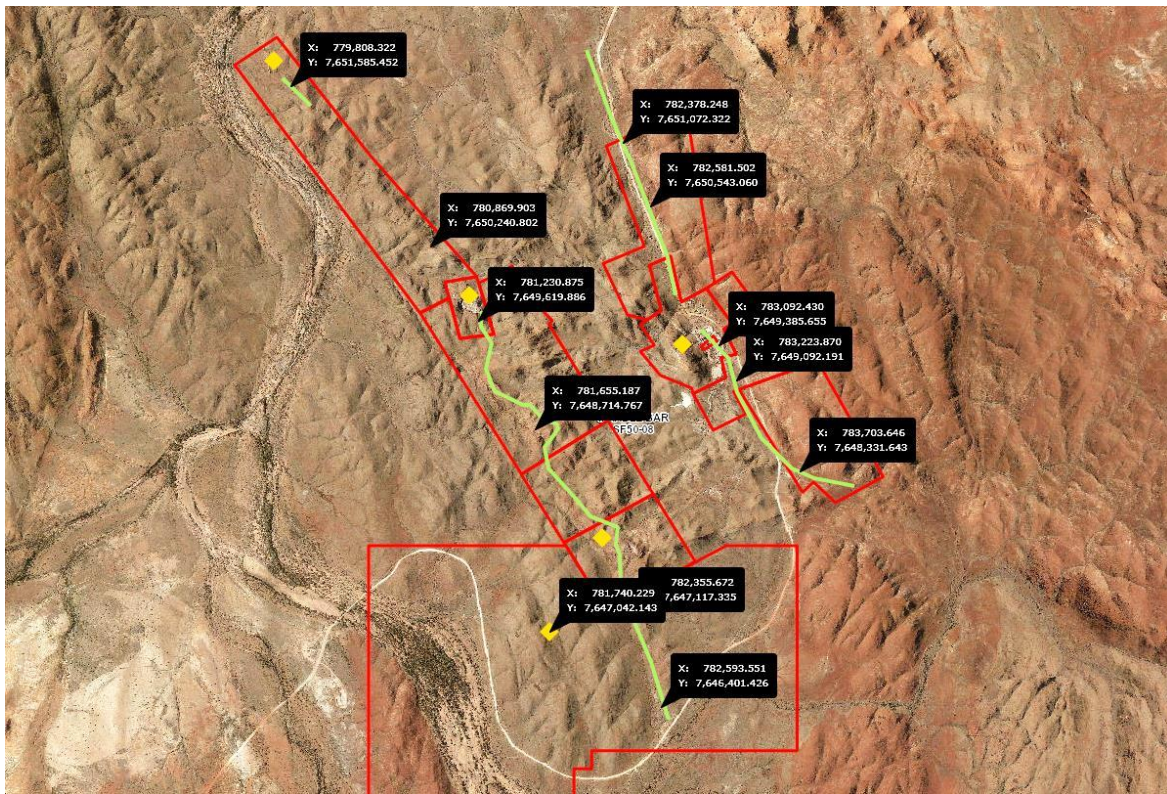 X: 779,808.322
Y: 7,651,585.452
X: 782,378.248
Y: 7,651,072.322
X: 782,581.502
Y: 7,650,543.060
X: 780,869.903
Y: 7,650,240.802
X: 781,230.875
Y: 7,649,619.886
X: 783,092.430
Y: 7,649,385.655
X: 783,223.870
Y: 7,649,092.191
X: 781,655.187
Y: 7,648,714.767
BAR
SF50-08
X: 783,703.646
Y: 7,648,331.643
782,355.672
7,647,117.335
X: 781,740.229
Y: 7,647,042.143
X: 782,593.551
Y: 7,646,401.426